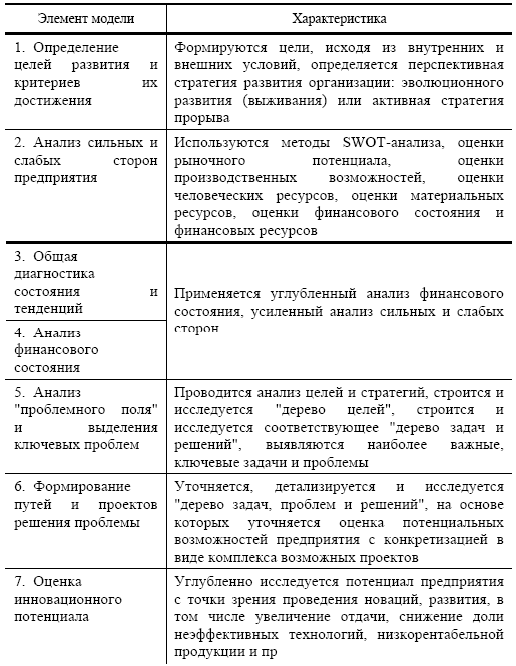 Элемент модели
Характеристика
1. Определение
целей развития и
критериев их
достижения
Формируются цели, исходя из внутренних и
внешних условий, определяется перспективная
стратегия развития организации: эволюционного
развития (выживания) или активная стратегия
прорыва
2. Анализ сильных и
слабых сторон
предприятия
Используются методы SWOT-анализа, оценки
рыночного потенциала, оценки
производственных возможностей, оценки
человеческих ресурсов, оценки материальных
ресурсов, оценки финансового состояния и
финансовых ресурсов
3. Общая
диагностика
состояния и
тенденций
4. Анализ
финансового
состояния
Применяется углубленный анализ финансового
состояния, усиленный анализ сильных и слабых
сторон
5. Анализ
"проблемного поля"
и выделения
ключевых проблем
Проводится анализ целей и стратегий, строится и
исследуется "дерево целей", строится и
исследуется соответствующее "дерево задач и
решений", выявляются наиболее важные,
ключевые задачи и проблемы
6. Формирование
путей и проектов
решения проблемы
Уточняется, детализируется и исследуется
"дерево задач, проблем и решений", на основе
которых уточняется оценка потенциальных
возможностей предприятия с конкретизацией в
виде комплекса возможных проектов
7. Оценка
инновационного
потенциала
Углубленно исследуется потенциал предприятия
с точки зрения проведения новаций, развития, в
том числе увеличение отдачи, снижение доли
неэффективных технологий, низкорентабельной
продукции и пр